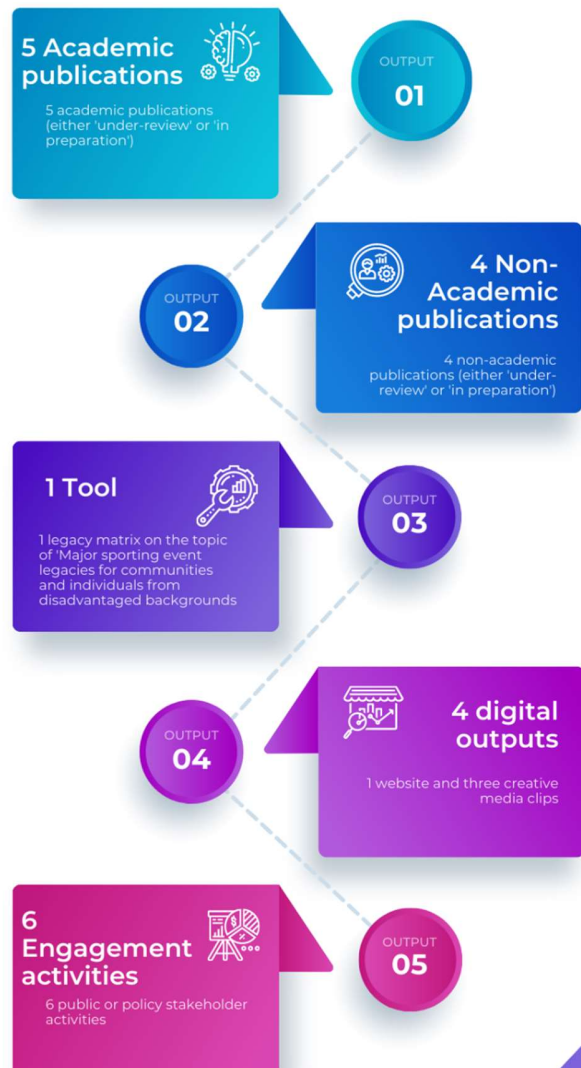 5 Academic
publications
5 academic publications
(either 'under-review' or 'in
preparation')
OUTPUT
01
OUTPUT
02
4 Non-
Academic
publications
4 non-academic
publications (either 'under-
review' or 'in preparation')
1 Tool
1 legacy matrix on the topic
of 'Major sporting event
legacies for communities
and individuals from
disadvantaged backgrounds
OUTPUT
03
OUTPUT
04
4 digital
outputs
1 website and three creative
media clips
6
Engagement
activities
6 public or policy stakeholder
activities
OUTPUT
05